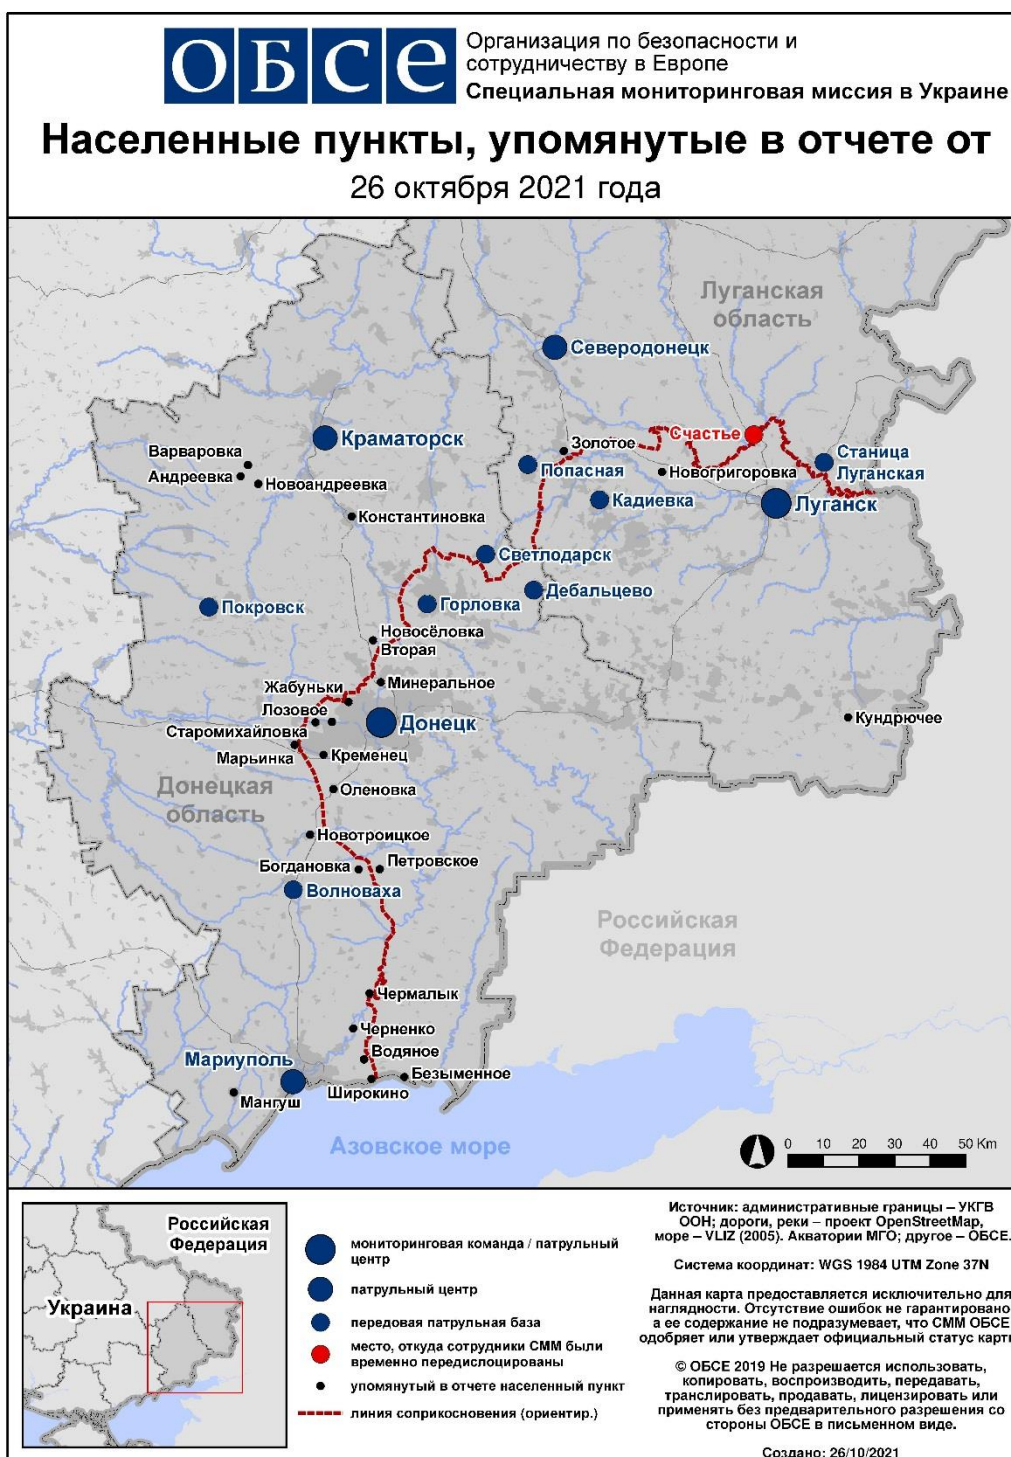 ОБСЕ
Организация по безопасности и
сотрудничеству в Европе
Специальная мониторинговая миссия в Украине
Населенные пункты, упомянутые в отчете от
26 октября 2021 года
Луганская
область
Северодонецк
Счастье
Золотое
Краматорск
Варваровка
Андреевка
Новоандреевка
Попасная
Новогригоровка
Станица
Луганская
Кадиевка
Луганск
Константиновка
Светлодарск
Дебальцево
Покровск
Горловка
Новосёловка
Вторая
Жабуньки
Минеральное
Лозовое
Донецк
Кундрючее
Старомихайловка
Марьинка
Кременец
Донецкая
область
Оленовка
Новотроицкое
Богдановка
Петровское
Волноваха
Российская
Федерация
Чермалык
Черненко
Водяное
Мариуполь
Безыменное
Широкино
Мангуш
Азовское море
0 10 20 30 40 50 Km
Российская
Федерация
Украина
мониторинговая команда / патрульный
центр
патрульный центр
передовая патрульная база
место, откуда сотрудники СММ были
временно передислоцированы
упомянутый в отчете населенный пункт
линия соприкосновения (ориентир.)
Источник: административные границы – УКГВ
ООН; дороги, реки – проект OpenStreetMap,
море – VLIZ (2005). Акватории МГО; другое – ОБСЕ.
Система координат: WGS 1984 UTM Zone 37N
Данная карта предоставляется исключительно для
наглядности. Отсутствие ошибок не гарантировано
а ее содержание не подразумевает, что СММ ОБСЕ
одобряет или утверждает официальный статус карты
© ОБСЕ 2019 Не разрешается использовать,
копировать, воспроизводить, передавать,
транслировать, продавать, лицензировать или
применять без предварительного разрешения со
стороны ОБСЕ в письменном виде.
Создано: 26/10/2021